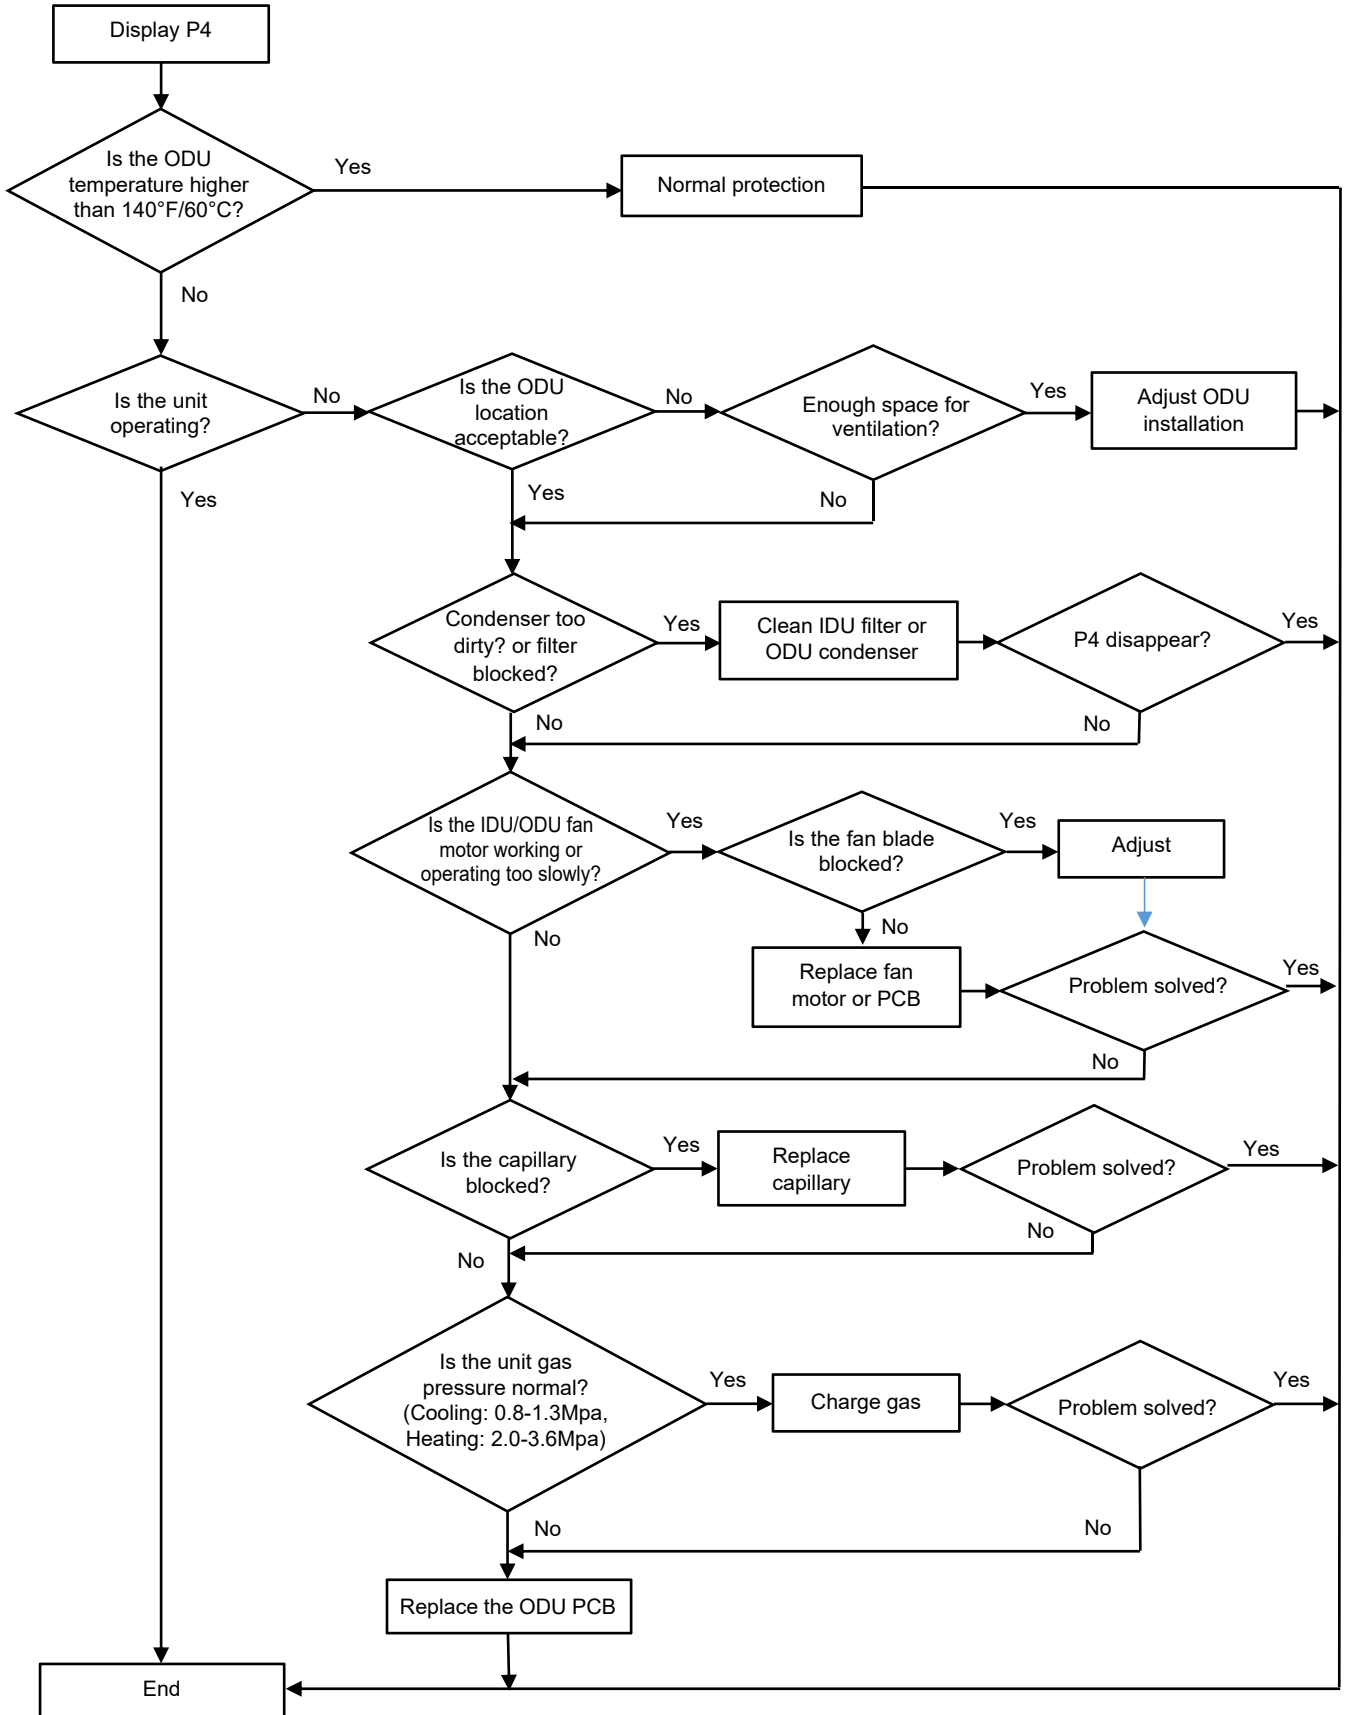 Display P4
Is the ODU
temperature higher
than 140°F/60°C?
Yes
Normal protection
No
Is the unit
operating?
No
Is the ODU
location
acceptable?
No
Enough space for
ventilation?
Yes
Adjust ODU
installation
Yes
Yes
No
Condenser too
dirty? or filter
blocked?
Yes
Clean IDU filter or
ODU condenser
P4 disappear?
Yes
No
No
Is the IDU/ODU fan
motor working or
operating too slowly?
Yes
Is the fan blade
blocked?
Yes
Adjust
No
No
Replace fan
motor or PCB
Problem solved?
Yes
No
Is the capillary
blocked?
Yes
Replace
capillary
Problem solved?
Yes
No
No
Is the unit gas
pressure normal?
(Cooling: 0.8-1.3Mpa,
Heating: 2.0-3.6Mpa)
Yes
Charge gas
Problem solved?
Yes
No
No
Replace the ODU PCB
End